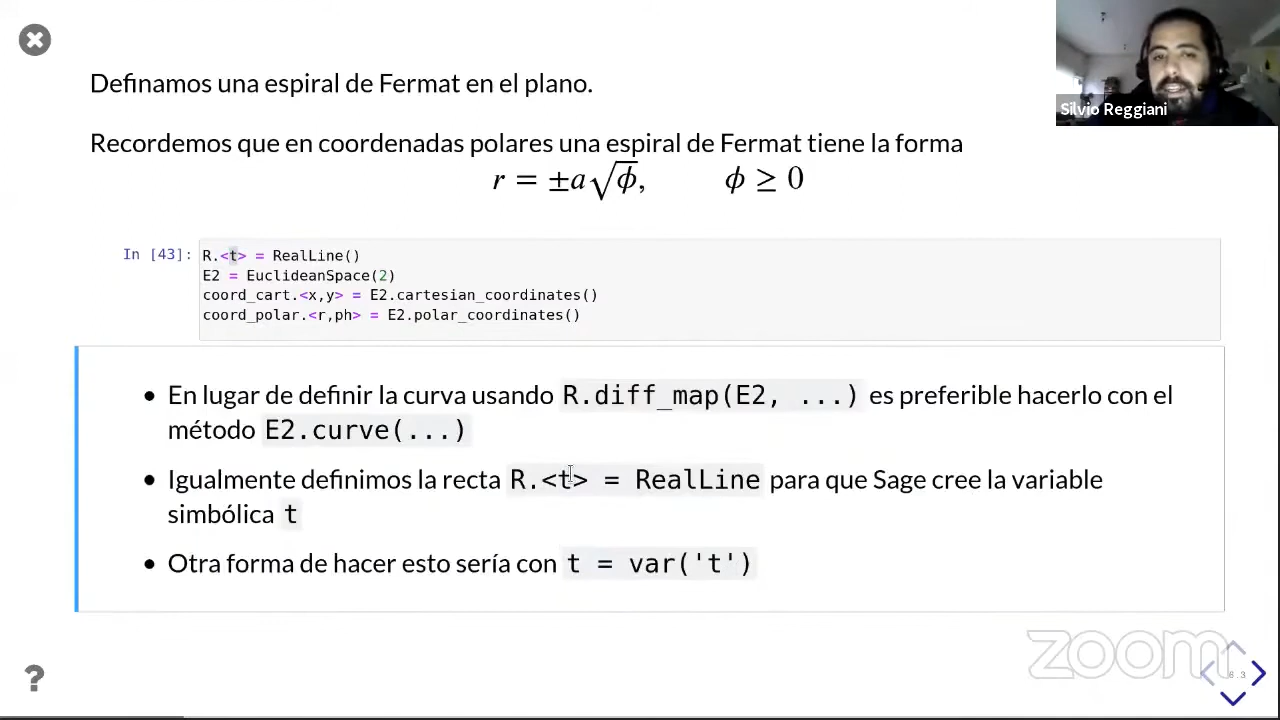 Definamos una espiral de Fermat en el plano.
Silvio Reggiani
Recordemos que en coordenadas polares una espiral de Fermat tiene la forma
r = ±a√ϕ, ϕ ≥ 0
In [43]: R.<t> = RealLine()
E2 = EuclideanSpace(2)
coord_cart.<x,y> = E2.cartesian_coordinates()
coord_polar.<r,ph> = E2.polar_coordinates()
• En lugar de definir la curva usando R.diff_map(E2, ...) es preferible hacerlo con el
método E2.curve(...)
• Igualmente definimos la recta R.<t> = RealLine para que Sage cree la variable
simbólica t
• Otra forma de hacer esto sería con t = var('t')
zoom
?